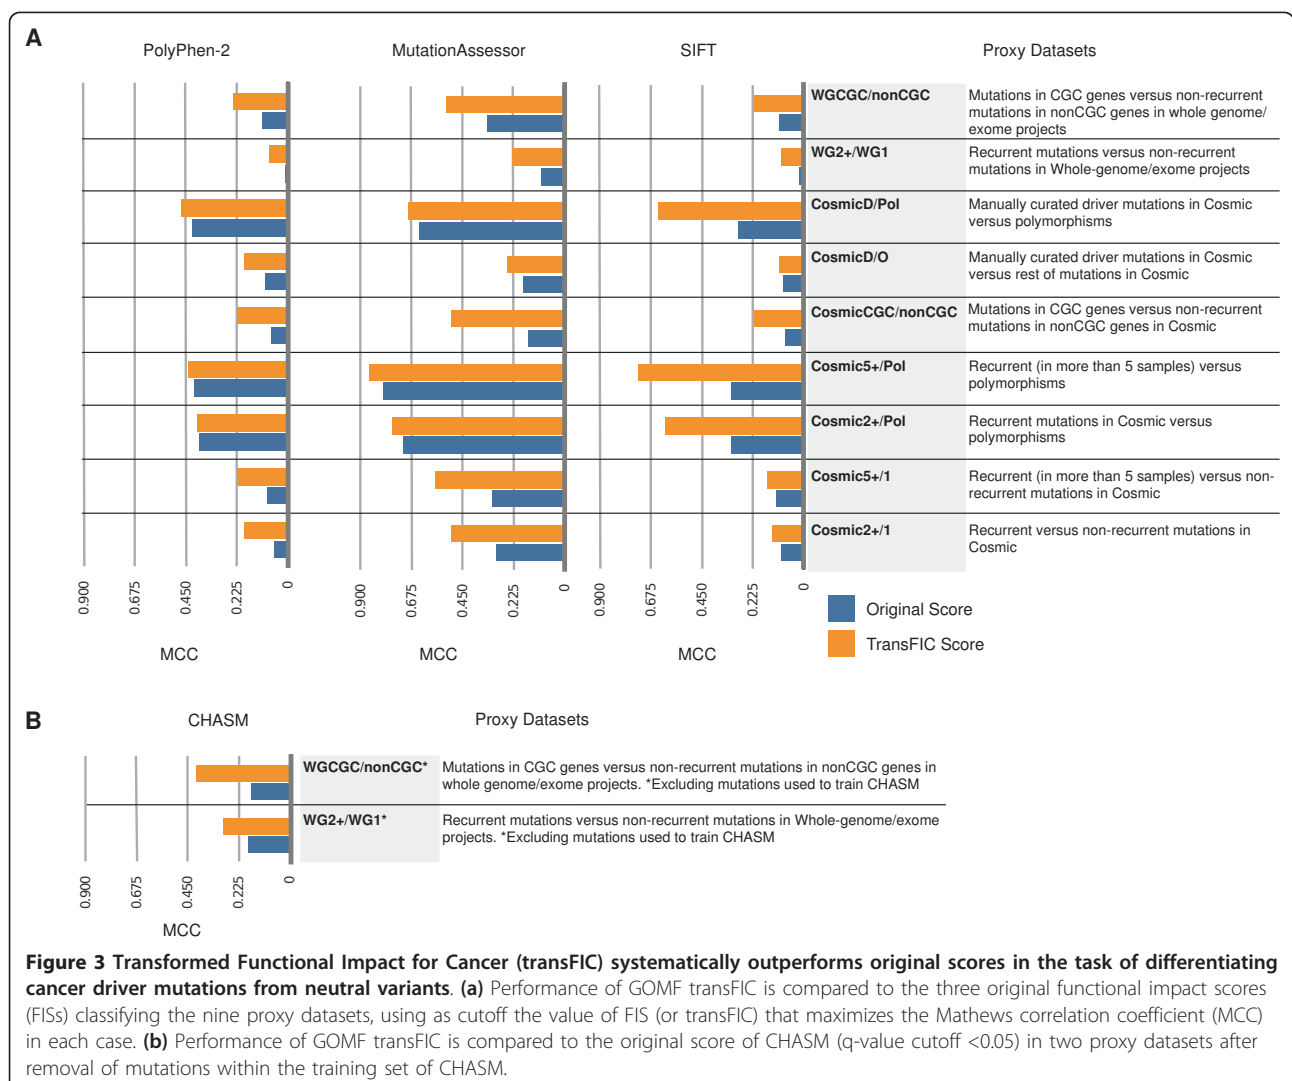 A
PolyPhen-2
MutationAssessor
SIFT
Proxy Datasets
WGCGC/nonCGC
Mutations in CGC genes versus non-recurrent
mutations in nonCGC genes in whole genome/
exome projects
WG2+/WG1
Recurrent mutations versus non-recurrent
mutations in Whole-genome/exome projects
CosmicD/Pol
Manually curated driver mutations in Cosmic
versus polymorphisms
CosmicD/O
Manually curated driver mutations in Cosmic
versus rest of mutations in Cosmic
CosmicCGC/nonCGC
Mutations in CGC genes versus non-recurrent
mutations in nonCGC genes in Cosmic
Cosmic5+/Pol
Recurrent (in more than 5 samples) versus
polymorphisms
Cosmic2+/Pol
Recurrent mutations in Cosmic versus
polymorphisms
Cosmic5+/1
Recurrent (in more than 5 samples) versus non-
recurrent mutations in Cosmic
Cosmic2+/1
Recurrent versus non-recurrent mutations in
Cosmic
0.900
0.675
0.450
0.225
0
0.900
0.675
0.450
0.225
0
0.900
0.675
0.450
0.225
0
MCC
MCC
MCC
Original Score
TransFIC Score
B
CHASM
Proxy Datasets
WGCGC/nonCGC*
Mutations in CGC genes versus non-recurrent mutations in nonCGC genes in
whole genome/exome projects. *Excluding mutations used to train CHASM
WG2+/WG1*
Recurrent mutations versus non-recurrent mutations in Whole-genome/exome
projects. *Excluding mutations used to train CHASM
0.900
0.675
0.450
0.225
0
MCC
Figure 3 Transformed Functional Impact for Cancer (transFIC) systematically outperforms original scores in the task of differentiating
cancer driver mutations from neutral variants. (a) Performance of GOMF transFIC is compared to the three original functional impact scores
(FISs) classifying the nine proxy datasets, using as cutoff the value of FIS (or transFIC) that maximizes the Mathews correlation coefficient (MCC)
in each case. (b) Performance of GOMF transFIC is compared to the original score of CHASM (q-value cutoff <0.05) in two proxy datasets after
removal of mutations within the training set of CHASM.